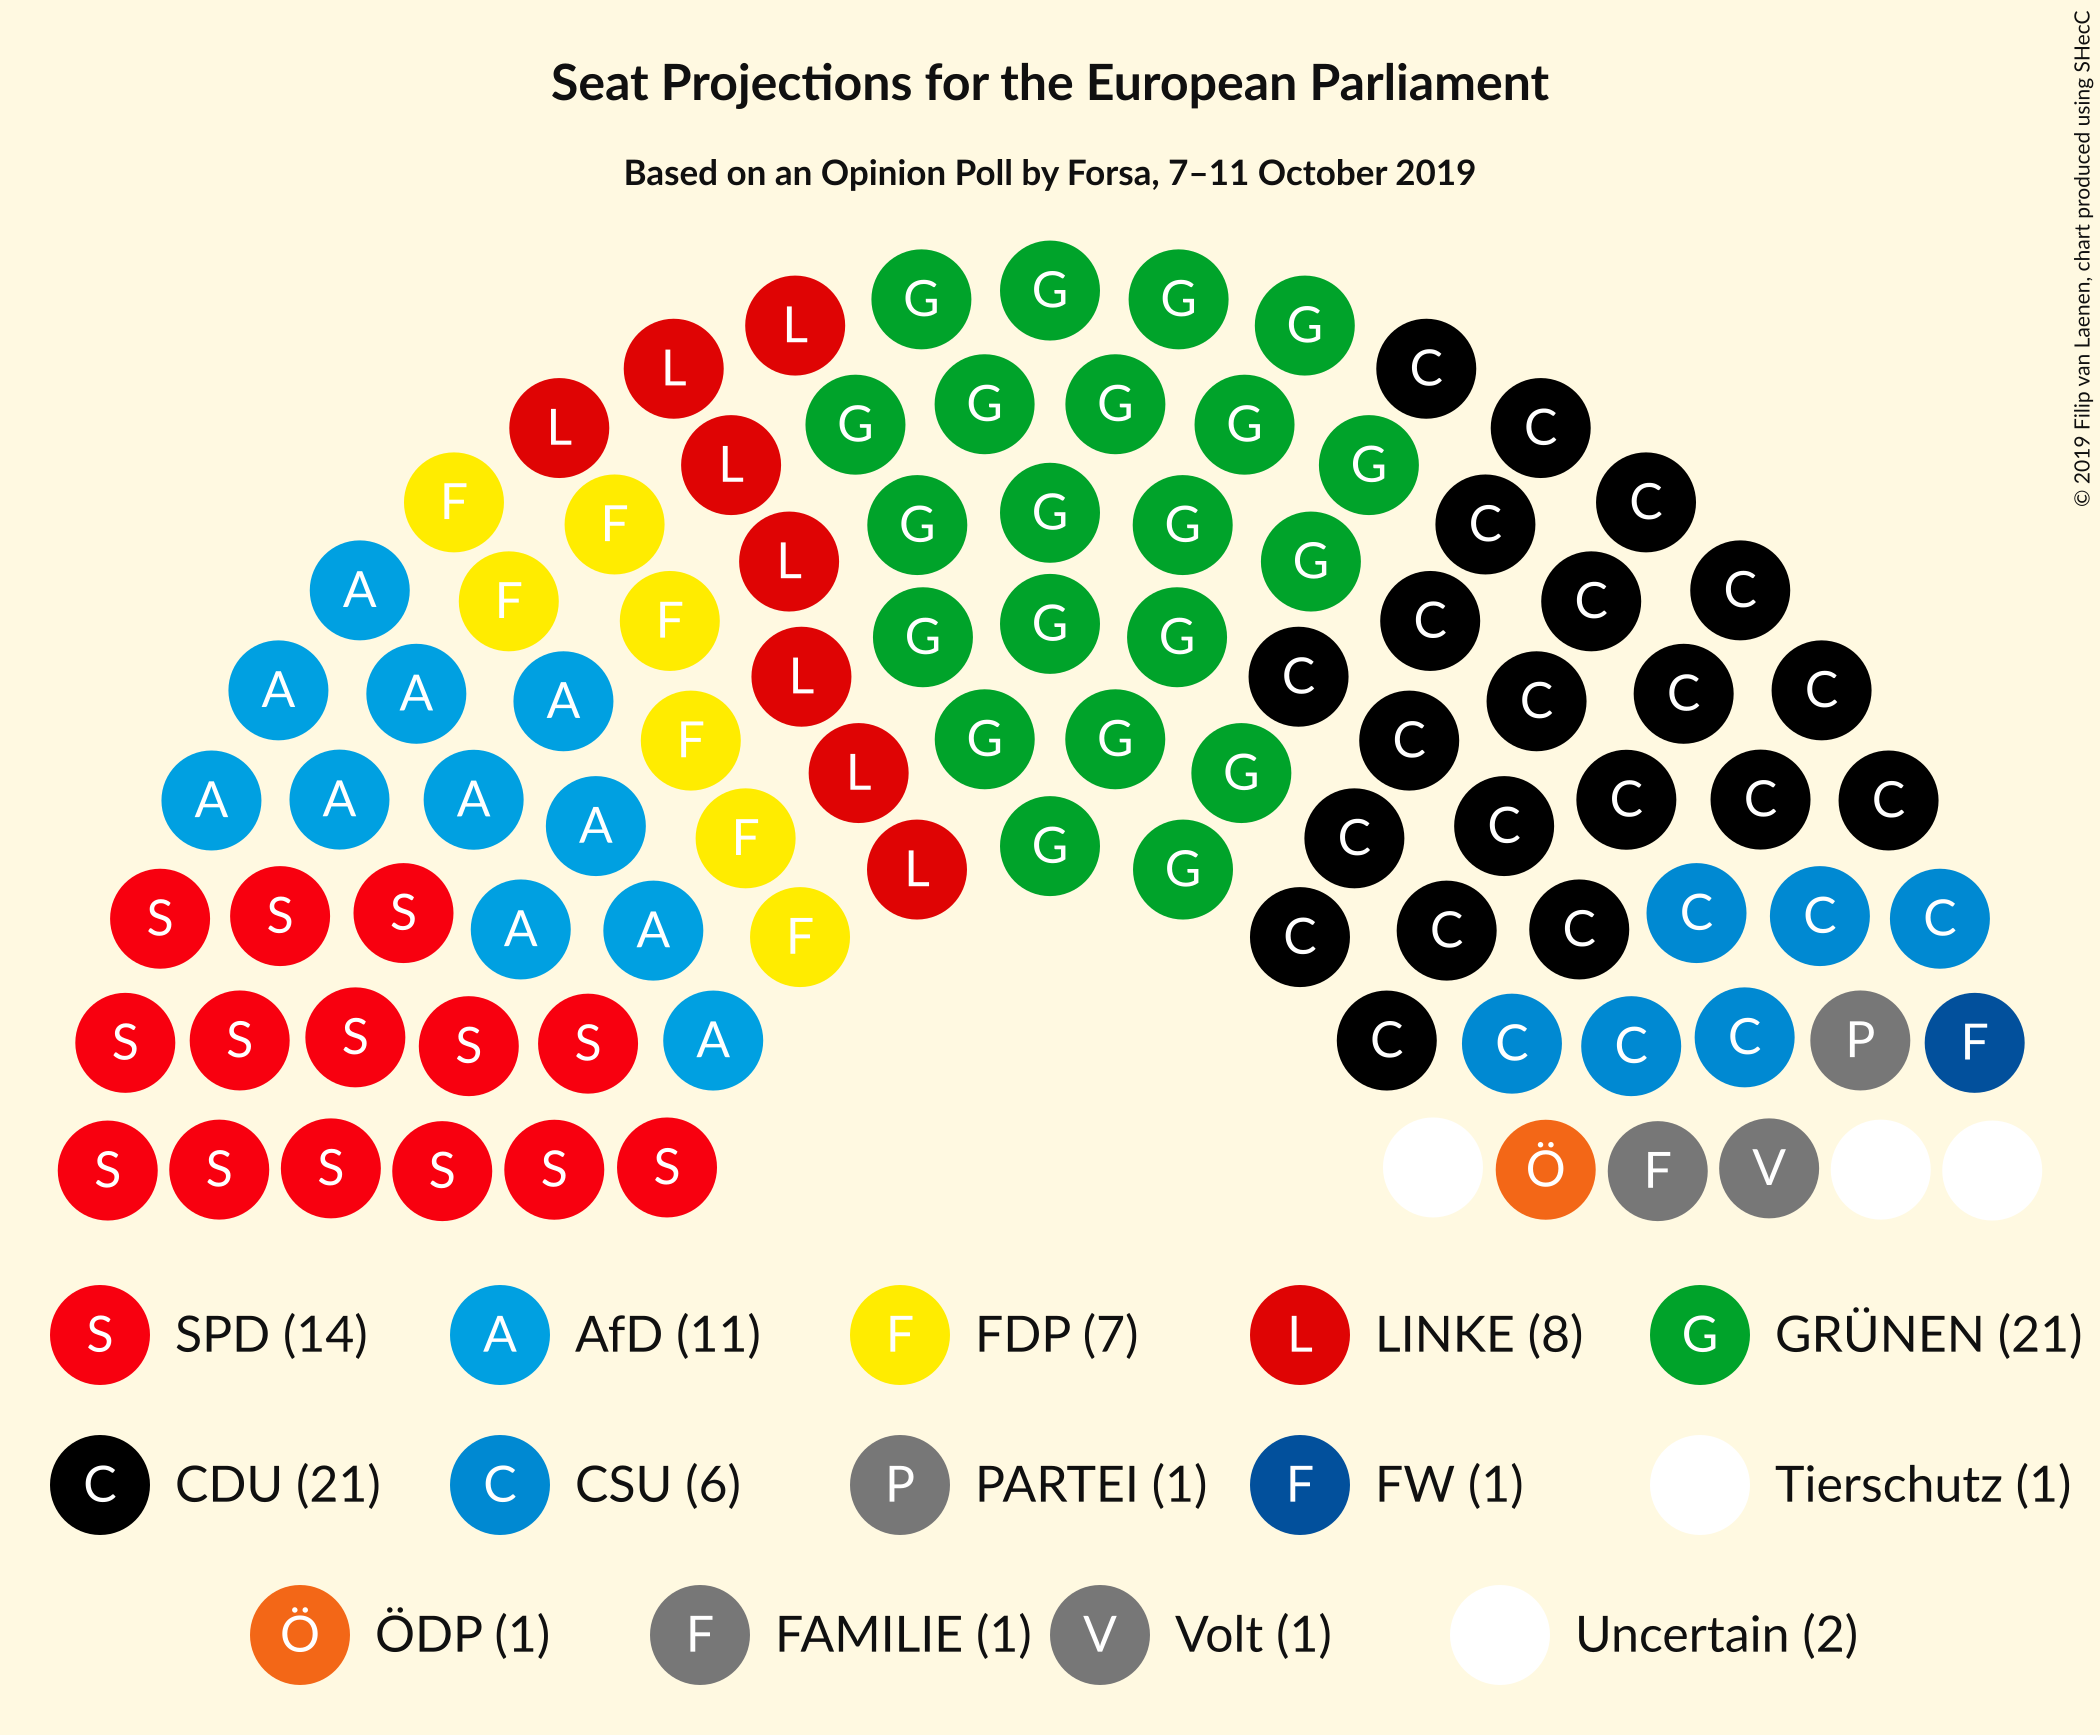 Seat Projections for the European Parliament
Based on an Opinion Poll by Forsa, 7–11 October 2019
© 2019 Filip van Laenen, chart produced using SHecC
G G G
L G
L C
G G
L G G C
L G
F F G G G C C
L G
A F C C
F G G G C
A A A L C C C C
F G G C
L G
A A A C C C
A F G C C
L G
S S S A A F C C C C C C
S S S S S A C C C C P F
S S S S S S Ö F V
S SPD (14) A AfD (11) F FDP (7) L LINKE (8) G GRÜNEN (21)
C CDU (21) C CSU (6) P PARTEI (1) F FW (1) Tierschutz (1)
Ö ÖDP (1) F FAMILIE (1) V Volt (1) Uncertain (2)